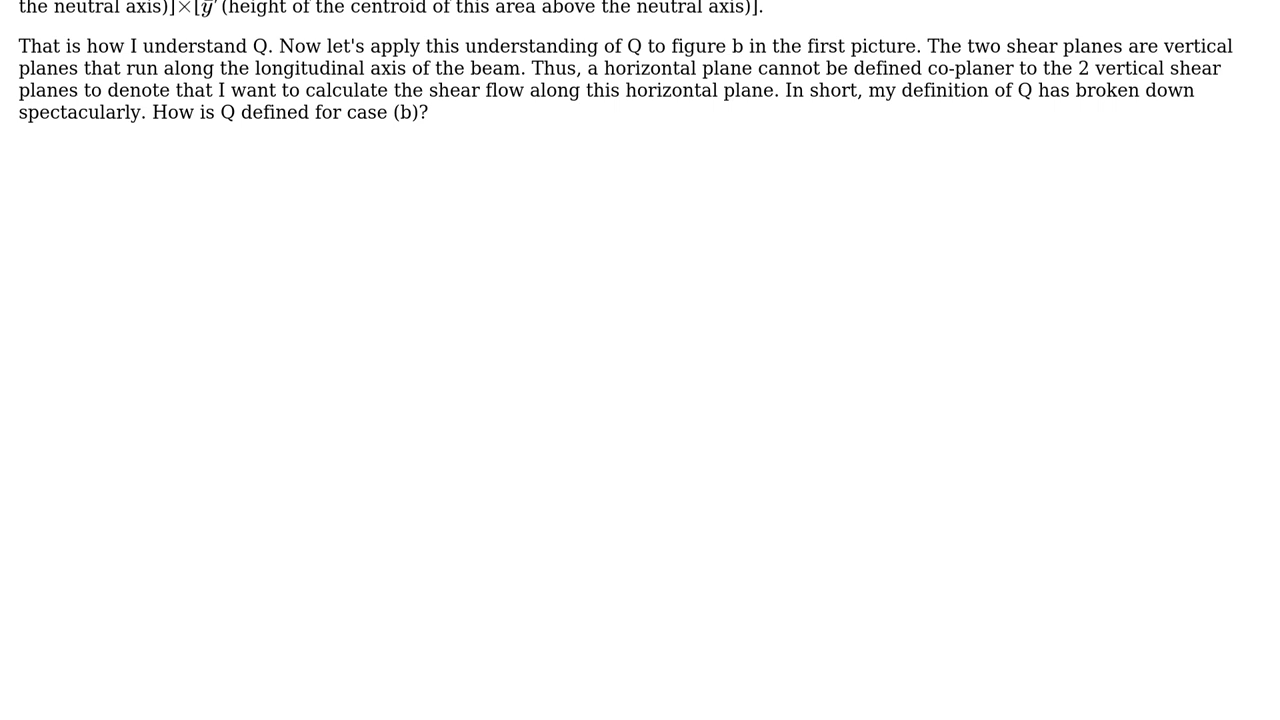 the neutral axis)]×[ȳ′ (height of the centroid of this area above the neutral axis)].
That is how I understand Q. Now let's apply this understanding of Q to figure b in the first picture. The two shear planes are vertical
planes that run along the longitudinal axis of the beam. Thus, a horizontal plane cannot be defined co-planer to the 2 vertical shear
planes to denote that I want to calculate the shear flow along this horizontal plane. In short, my definition of Q has broken down
spectacularly. How is Q defined for case (b)?